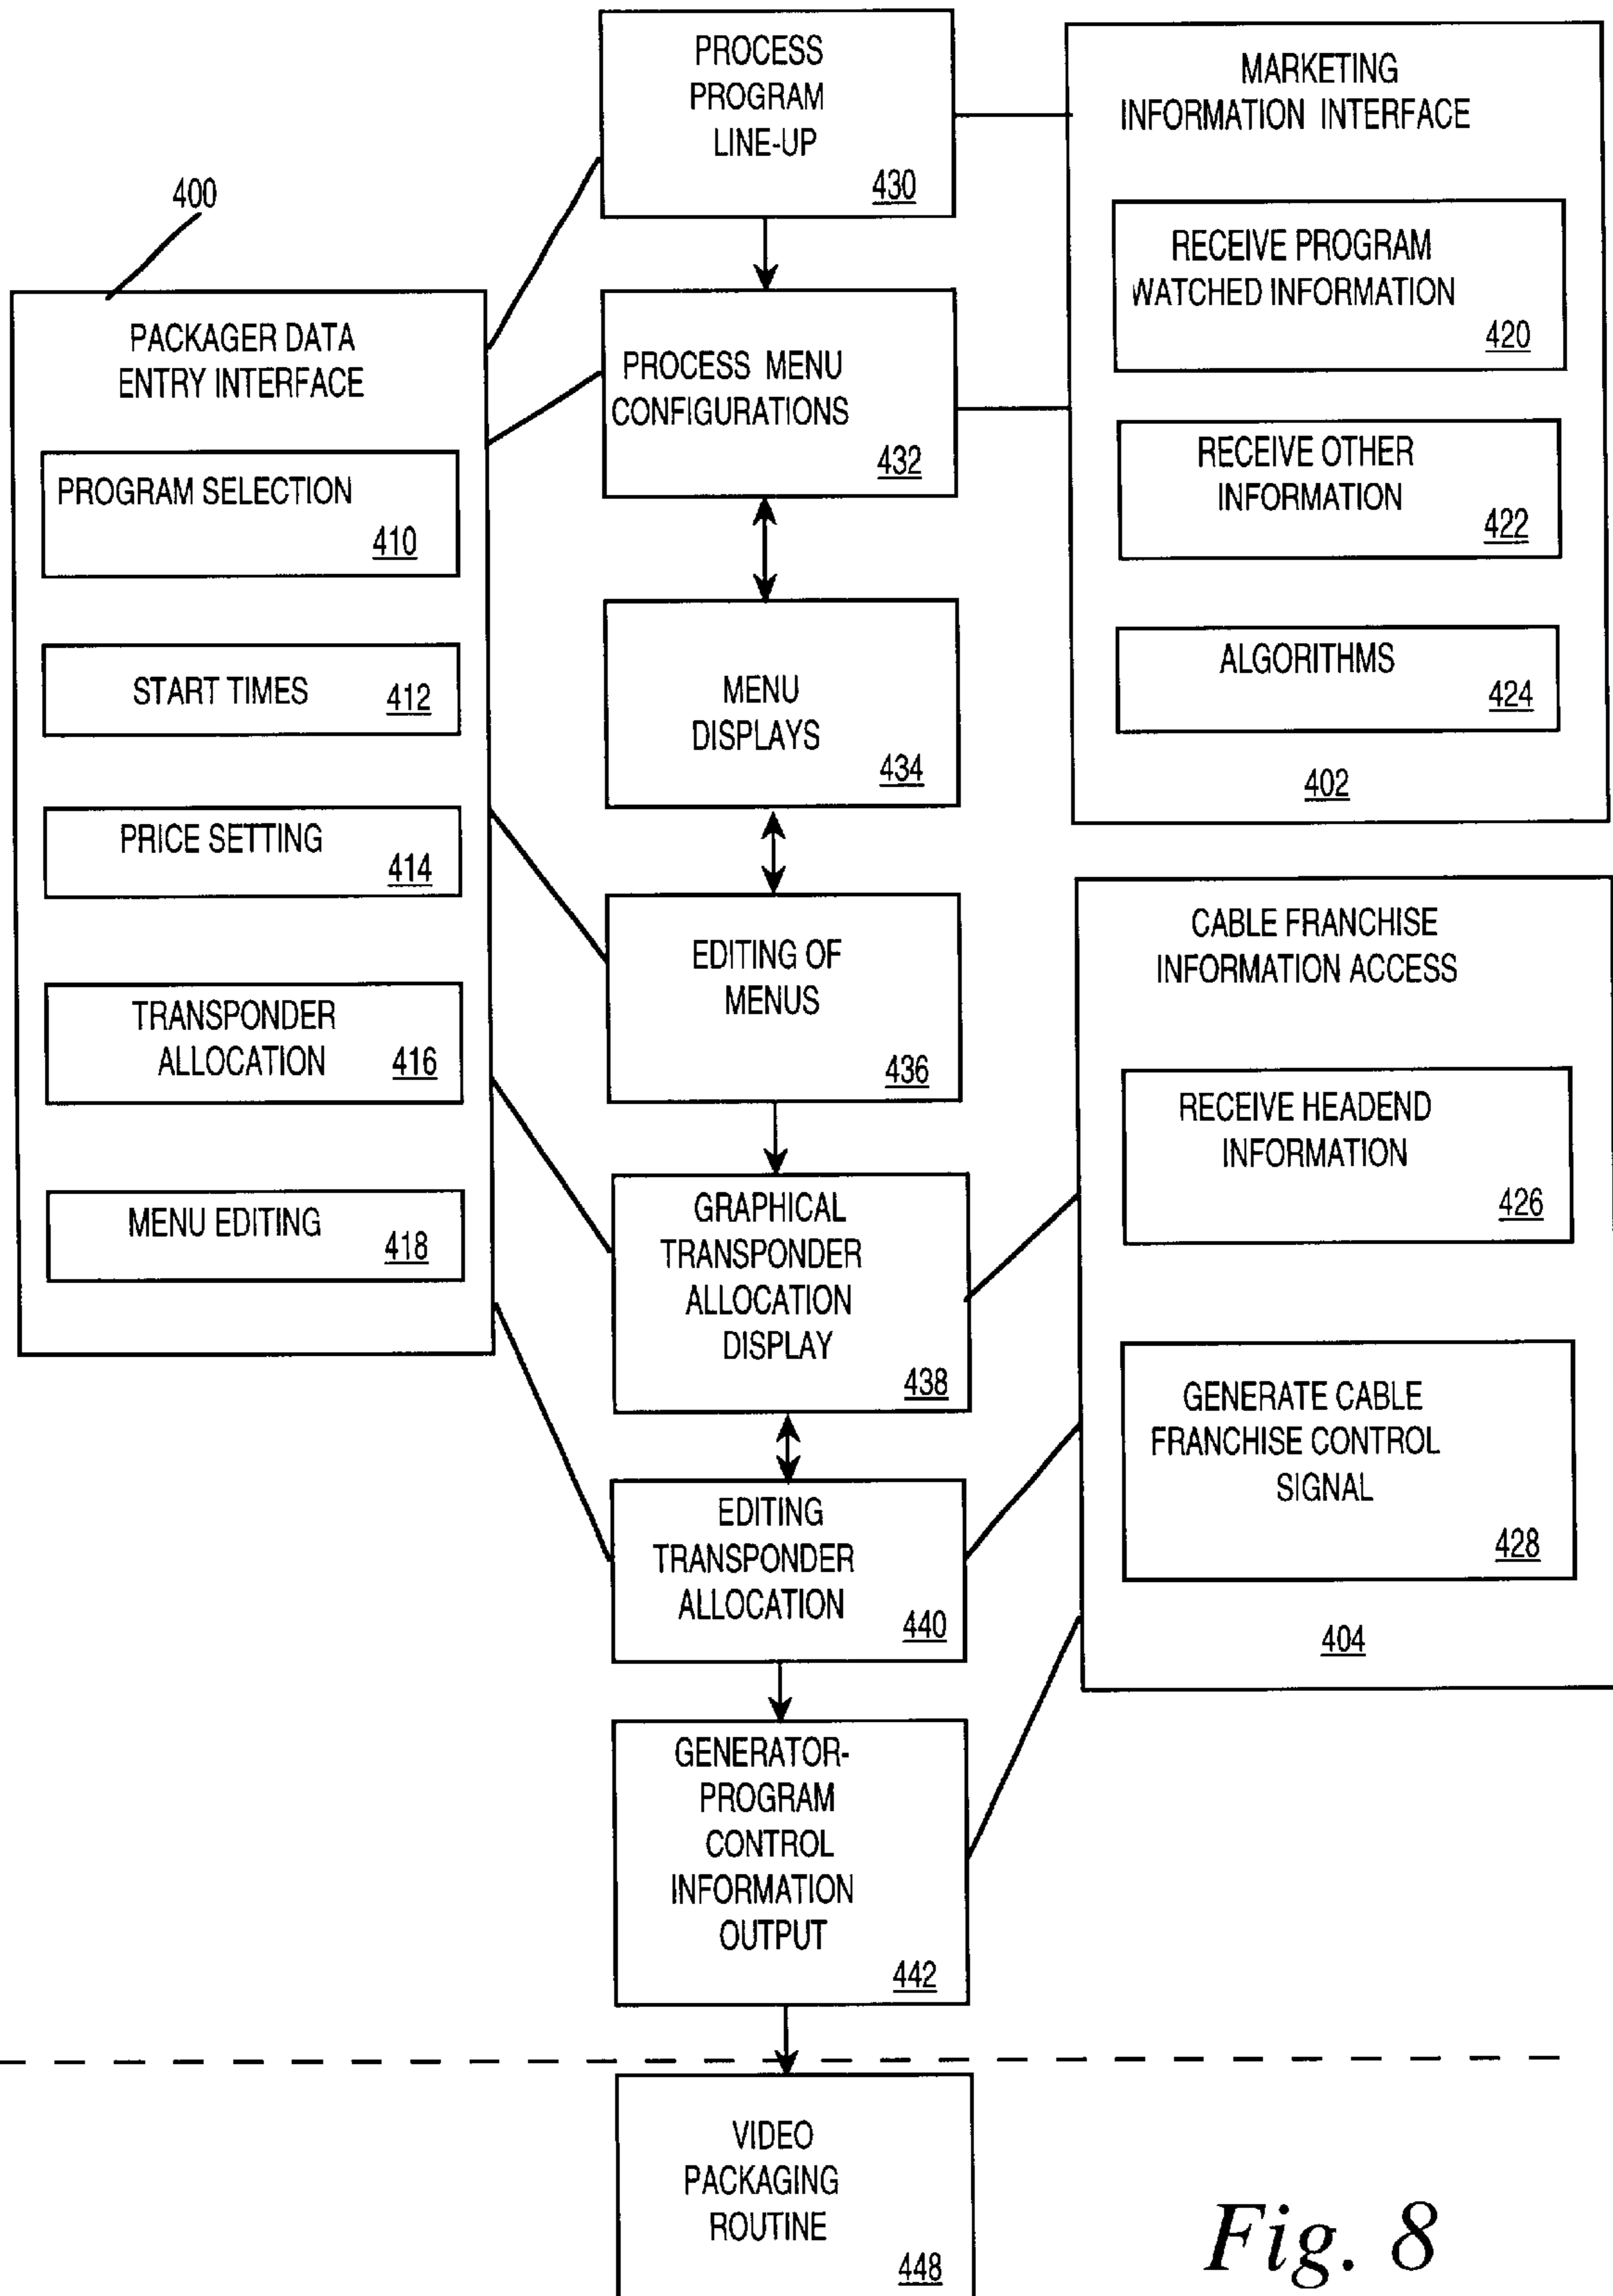 400
PACKAGER DATA
ENTRY INTERFACE
PROGRAM SELECTION
410
START TIMES 412
PRICE SETTING
414
TRANSPONDER
ALLOCATION 416
MENU EDITING
418
PROCESS
PROGRAM
LINE-UP
430
PROCESS MENU
CONFIGURATIONS
432
MENU
DISPLAYS
434
EDITING OF
MENUS
436
GRAPHICAL
TRANSPONDER
ALLOCATION
DISPLAY
438
EDITING
TRANSPONDER
ALLOCATION
440
GENERATOR-
PROGRAM
CONTROL
INFORMATION
OUTPUT
442
VIDEO
PACKAGING
ROUTINE
448
MARKETING
INFORMATION INTERFACE
RECEIVE PROGRAM
WATCHED INFORMATION
420
RECEIVE OTHER
INFORMATION
422
ALGORITHMS
424
402
CABLE FRANCHISE
INFORMATION ACCESS
RECEIVE HEADEND
INFORMATION
426
GENERATE CABLE
FRANCHISE CONTROL
SIGNAL
428
404
Fig. 8